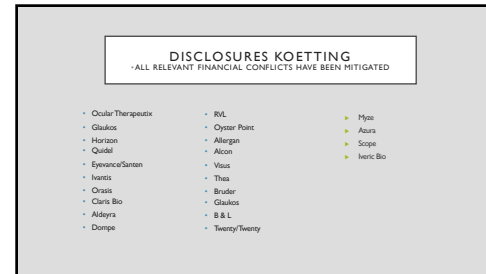 DISCLOSURES KOETTING
•ALL RELEVANT FINANCIAL CONFLICTS HAVE BEEN MITIGATED
• Ocular Therapeutix
• Glaukos
• Horizon
• Quidel
• Eyevance/Santen
• Ivantis
• Orasis
• Claris Bio
• Aldeyra
• Dompe
• RVL
• Oyster Point
• Allergan
• Alcon
• Visus
• Thea
• Bruder
• Glaukos
• B & L
• Twenty/Twenty
► Myze
► Azura
► Scope
► Iveric Bio